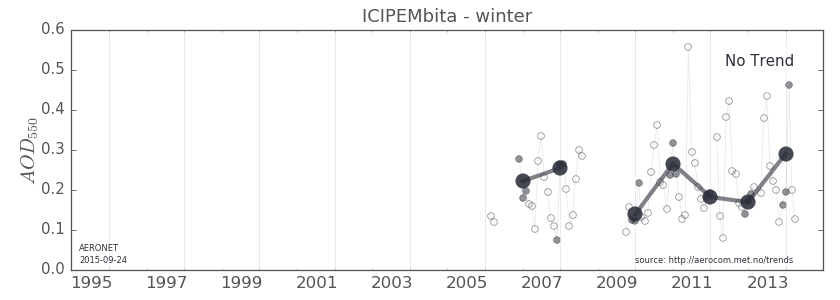 ICIPEMbita - winter
0.6
No Trend
0.5
0.4
AOD550
0.3
0.2
0.1
AERONET
2015-09-24
source: http://aerocom.met.no/trends
0.0
1995 1997 1999 2001 2003 2005 2007 2009 2011 2013